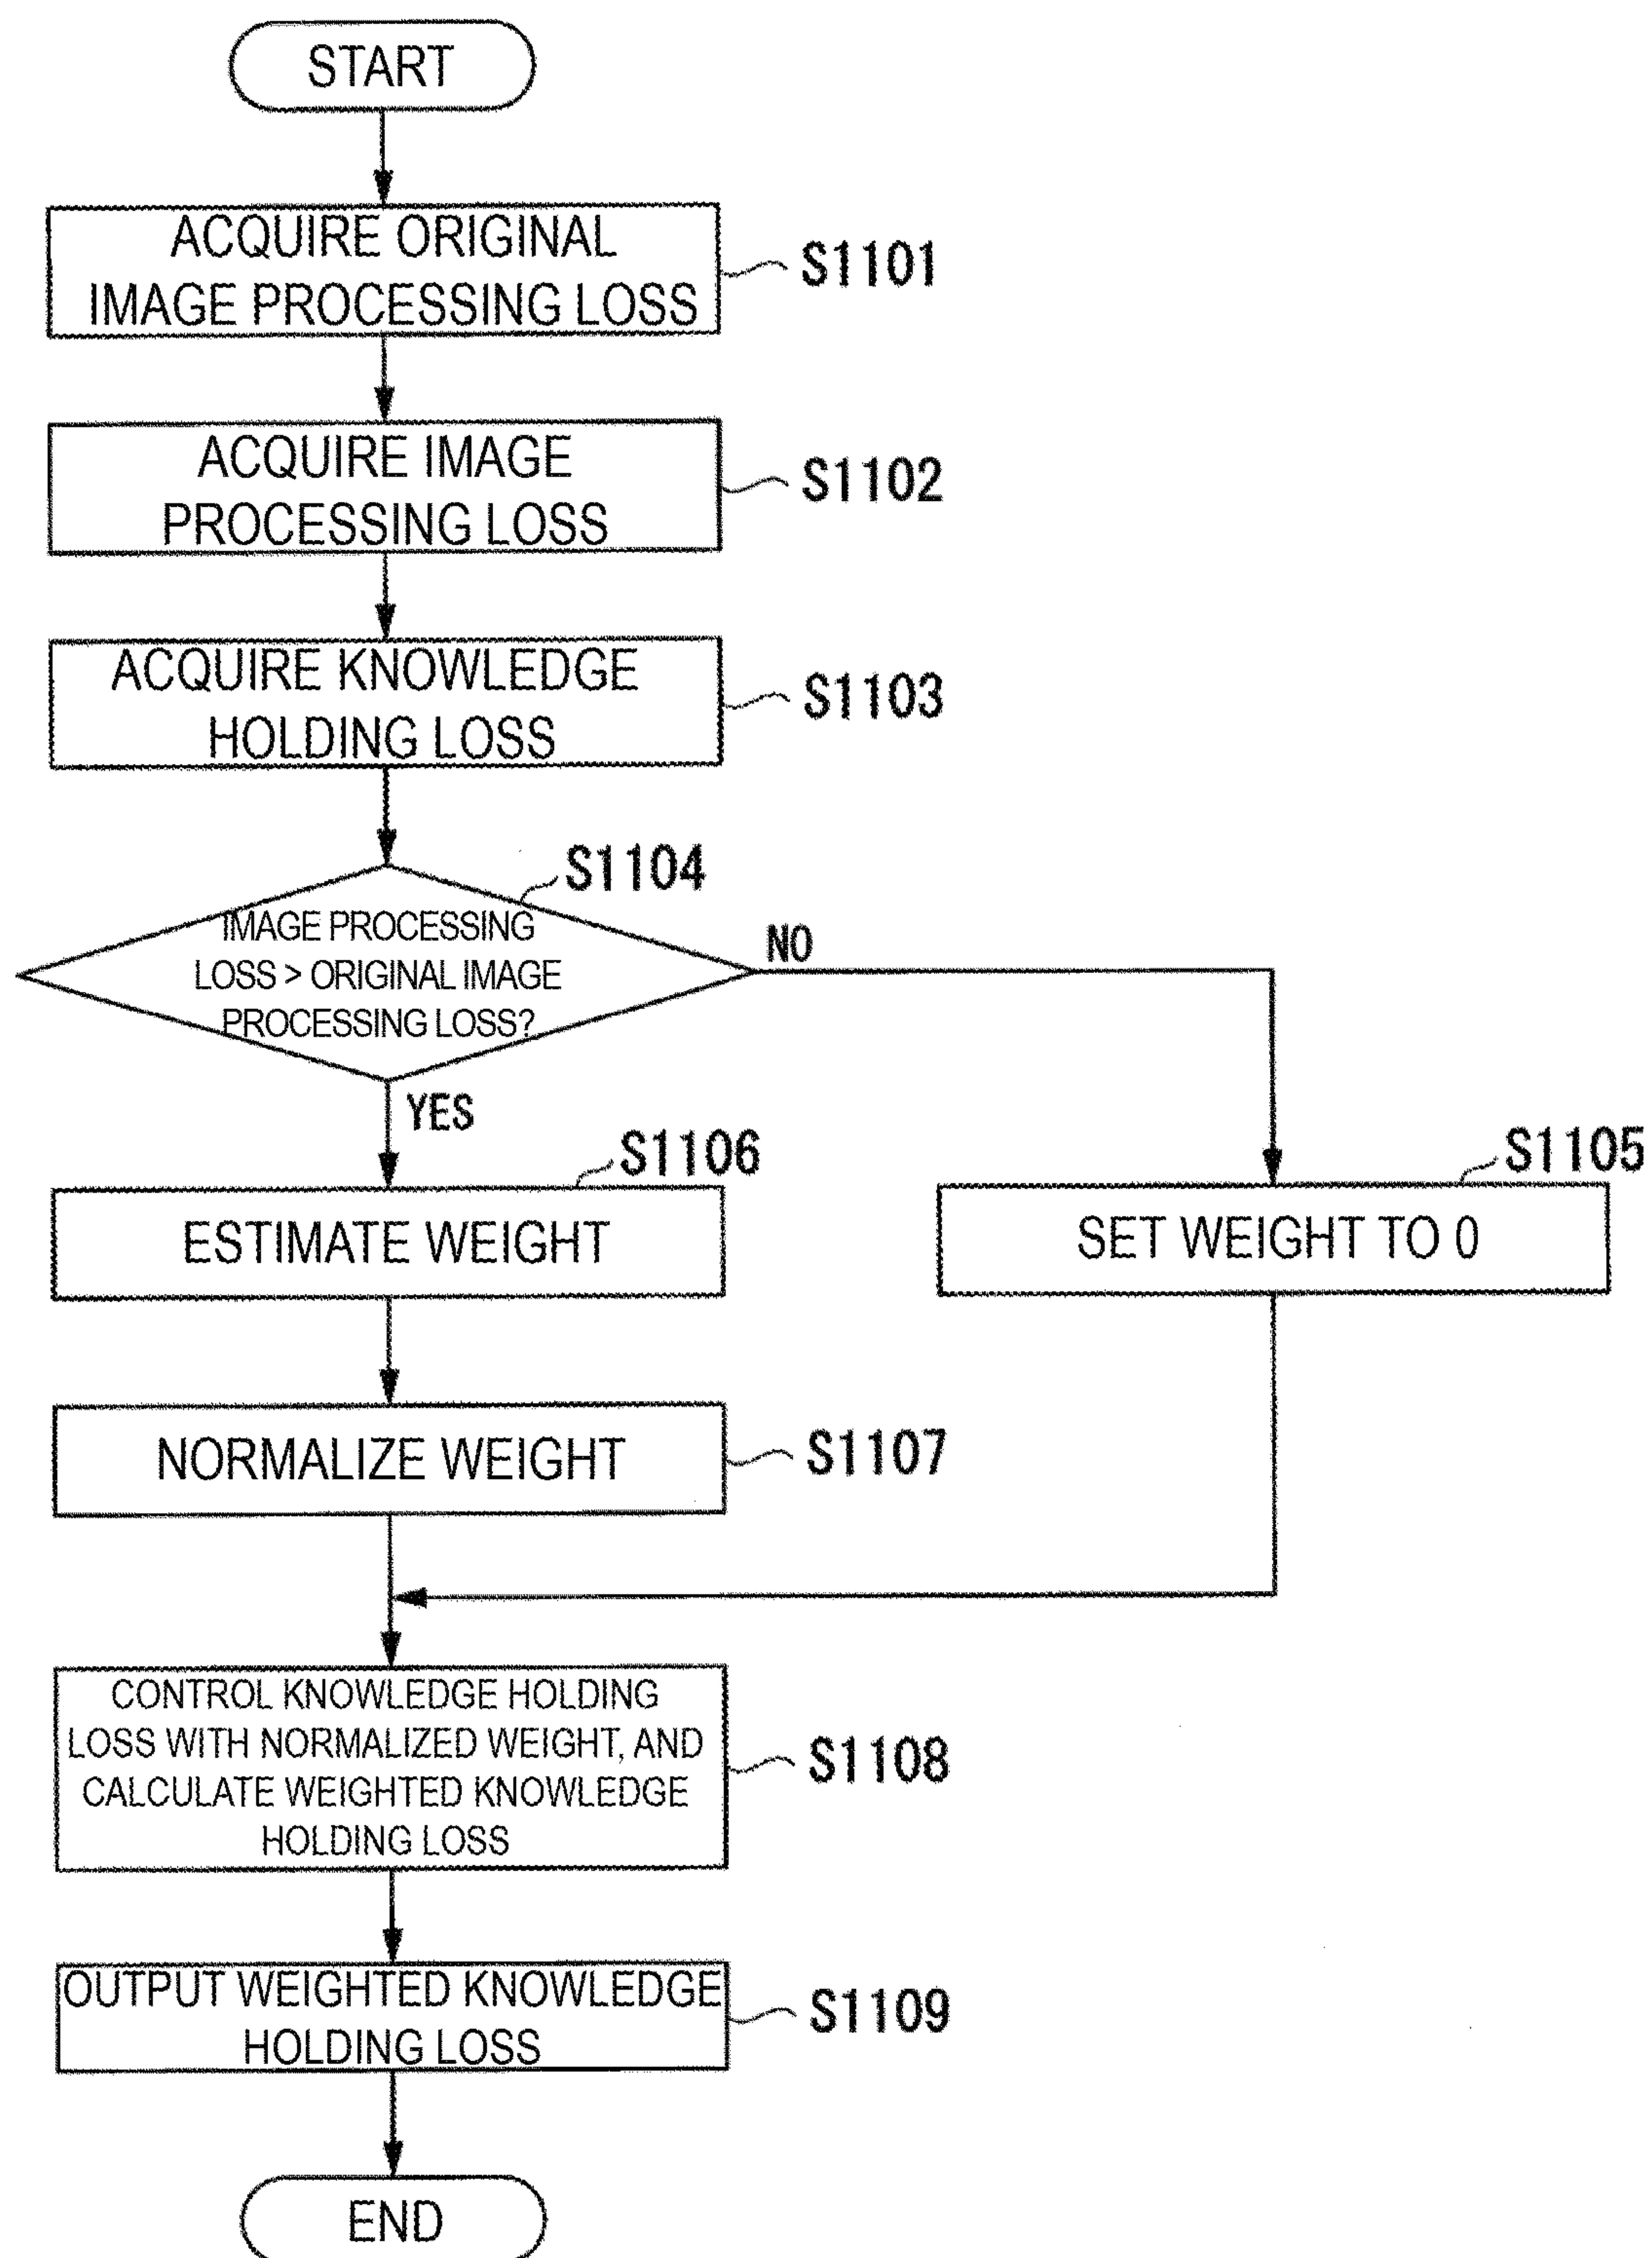 START
ACQUIRE ORIGINAL
IMAGE PROCESSING LOSS
S1101
ACQUIRE IMAGE
PROCESSING LOSS
S1102
ACQUIRE KNOWLEDGE
HOLDING LOSS
S1103
S1104
IMAGE PROCESSING
LOSS > ORIGINAL IMAGE
PROCESSING LOSS?
NO
YES
S1106
ESTIMATE WEIGHT
S1105
SET WEIGHT TO 0
NORMALIZE WEIGHT
S1107
CONTROL KNOWLEDGE HOLDING
LOSS WITH NORMALIZED WEIGHT, AND
CALCULATE WEIGHTED KNOWLEDGE
HOLDING LOSS
S1108
OUTPUT WEIGHTED KNOWLEDGE
HOLDING LOSS
S1109
END